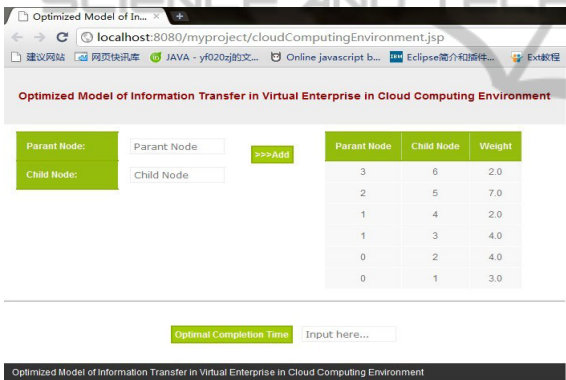 SCIENCE AND TECH
Optimized Model of In... ×
localhost:8080/myproject/cloudComputingEnvironment.jsp
建议网站 网页快讯库 JAVA - yf020zj的文... Online javascript b... IBM Eclipse简介和插件... Ext教程
Optimized Model of Information Transfer in Virtual Enterprise in Cloud Computing Environment
Parant Node: Parant Node
>>>Add
Child Node: Child Node
Parant Node Child Node Weight
3 6 2.0
2 5 7.0
1 4 2.0
1 3 4.0
0 2 4.0
0 1 3.0
Optimal Completion Time Input here...
Optimized Model of Information Transfer in Virtual Enterprise in Cloud Computing Environment